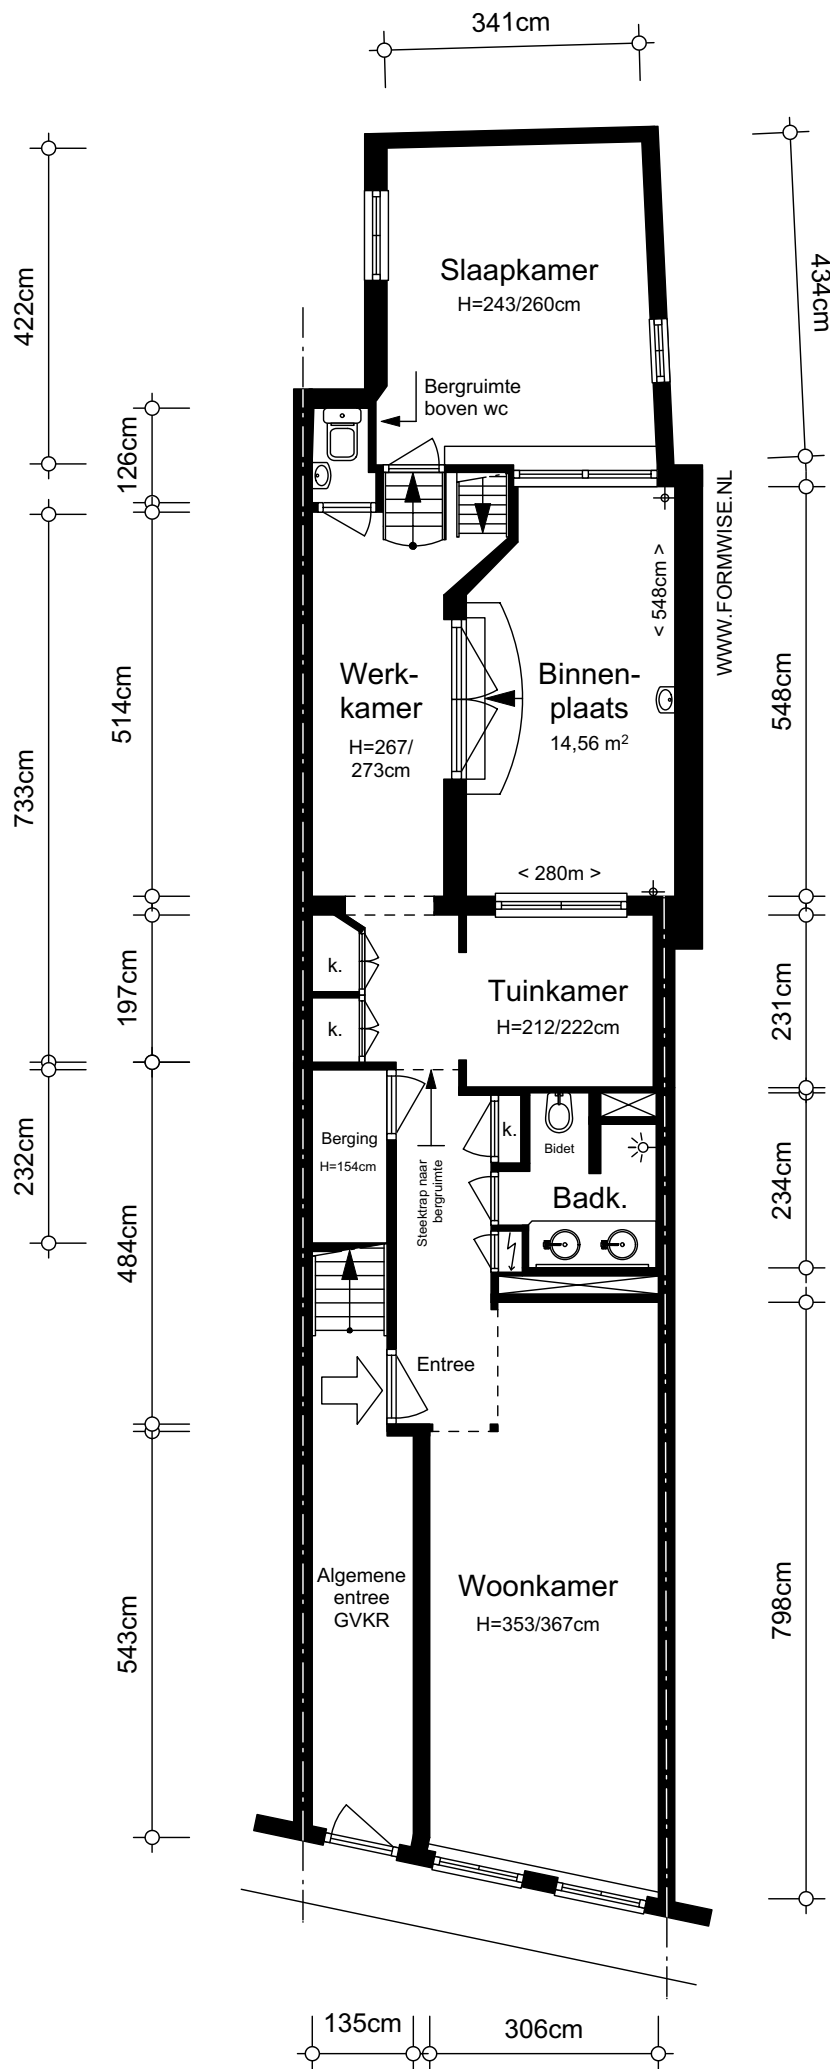 341cm
422cm
434cm
Slaapkamer
H=243/260cm
Bergruimte
boven wc
126cm
WWW.FORMWISE.NL
< 548cm >
733cm
514cm
548cm
Werk-
kamer
H=267/
273cm
Binnen-
plaats
14,56 m²
< 280m >
197cm
k.
k.
Tuinkamer
H=212/222cm
231cm
232cm
484cm
Berging
H=154cm
Steektrap naar
bergruimte
k.
Bidet
Badk.
234cm
Entree
543cm
Algemene
entree
GVKR
Woonkamer
H=353/367cm
798cm
135cm
306cm